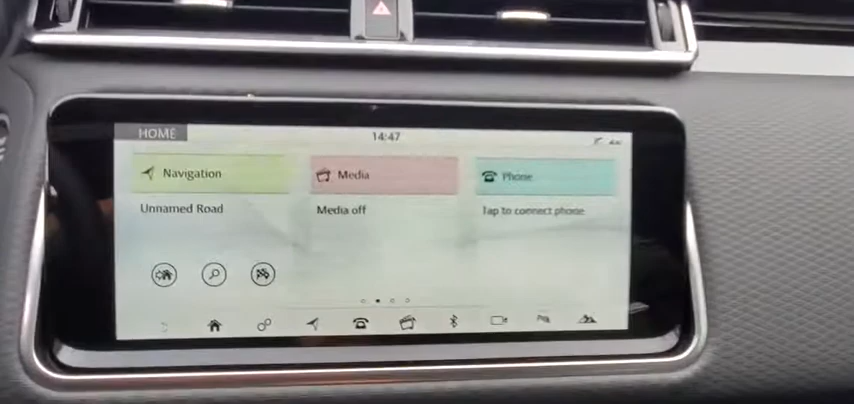 HOME
14:47
Navigation
Media
Phone
Unnamed Road
Media off
Tap to connect phone